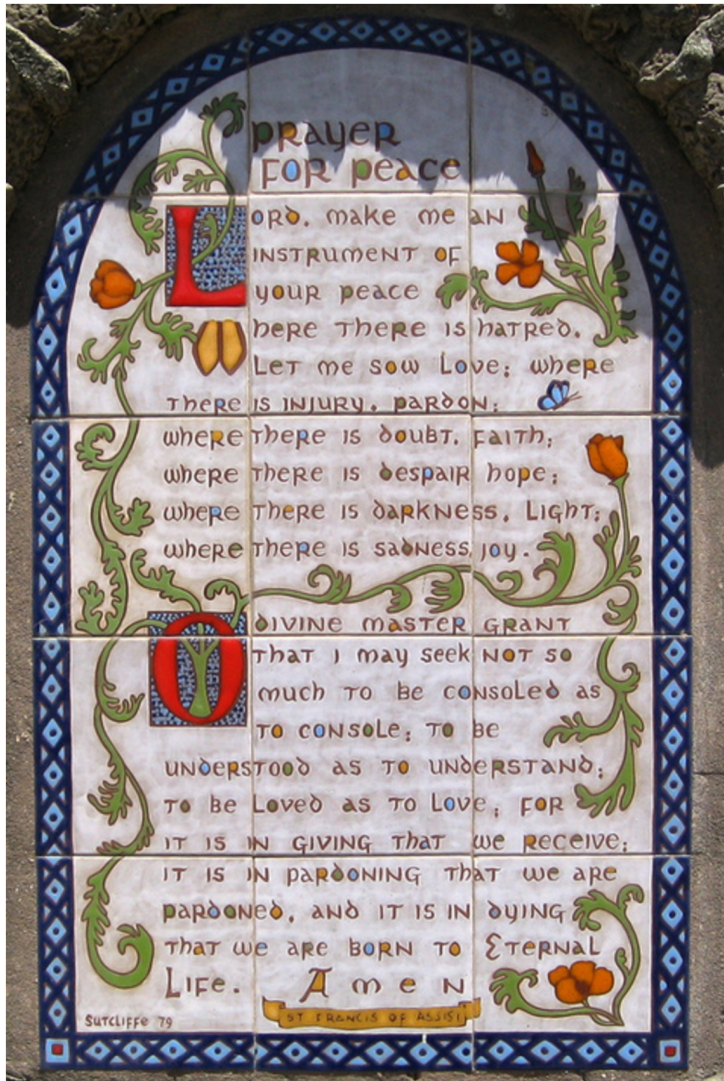 Prayer
for peace
Lord, make me an
instrument of
your peace
Where there is hatred,
Let me sow Love; where
there is injury, pardon;
where there is doubt, faith;
where there is despair hope;
where there is darkness, Light;
where there is sadness, joy.
O divine master grant
that I may seek not so
much to be consoled as
to console; to be
understood as to understand;
to be Loved as to Love; for
it is in giving that we receive;
it is in pardoning that we are
pardoned, and it is in dying
that we are born to Eternal
Life. Amen
Sutcliffe 79
St Francis of Assisi